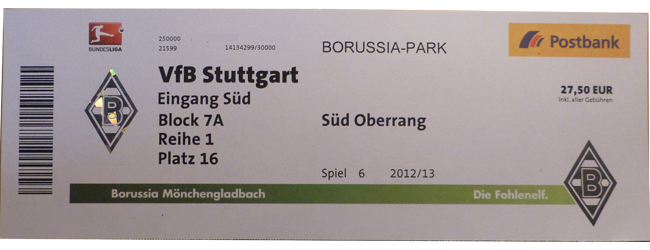 BUNDESLIGA
250000
21599 14134299/30000
BORUSSIA-PARK
Postbank
VfB Stuttgart
Eingang Süd
Block 7A
Süd Oberrang
Reihe 1
Platz 16
27,50 EUR
inkl. aller Gebühren
Spiel 6 2012/13
Borussia Mönchengladbach
Die Fohlenelf.
B
B